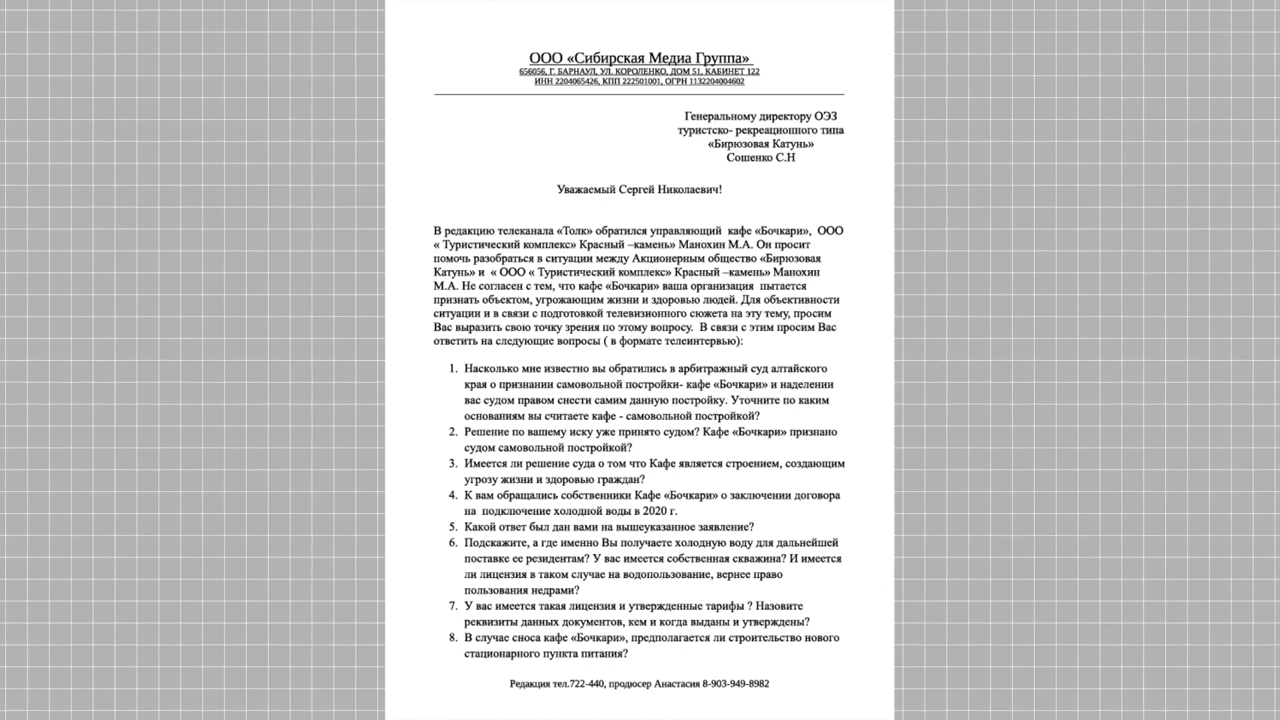 ООО «Сибирская Медиа Группа»
656056, Г. БАРНАУЛ, УЛ. КОРОЛЕНКО, ДОМ 51, КАБИНЕТ 122
ИНН 2204065426, КПП 222501001, ОГРН 1132204004602
Генеральному директору ОЭЗ
туристско- рекреационного типа
«Бирюзовая Катунь»
Сошенко С.Н
Уважаемый Сергей Николаевич!
В редакцию телеканала «Толк» обратился управляющий кафе «Бочкари», ООО
« Туристический комплекс» Красный –камень» Манохин М.А. Он просит
помочь разобраться в ситуации между Акционерным общество «Бирюзовая
Катунь» и « ООО « Туристический комплекс» Красный –камень» Манохин
М.А. Не согласен с тем, что кафе «Бочкари» ваша организация пытается
признать объектом, угрожающим жизни и здоровью людей. Для объективности
ситуации и в связи с подготовкой телевизионного сюжета на эту тему, просим
Вас выразить свою точку зрения по этому вопросу. В связи с этим просим Вас
ответить на следующие вопросы ( в формате телеинтервью):
1. Насколько мне известно вы обратились в арбитражный суд алтайского
края о признании самовольной постройки- кафе «Бочкари» и наделении
вас судом правом снести самим данную постройку. Уточните по каким
основаниям вы считаете кафе - самовольной постройкой?
2. Решение по вашему иску уже принято судом? Кафе «Бочкари» признано
судом самовольной постройкой?
3. Имеется ли решение суда о том что Кафе является строением, создающим
угрозу жизни и здоровью граждан?
4. К вам обращались собственники Кафе «Бочкари» о заключении договора
на подключение холодной воды в 2020 г.
5. Какой ответ был дан вами на вышеуказанное заявление?
6. Подскажите, а где именно Вы получаете холодную воду для дальнейшей
поставке ее резидентам? У вас имеется собственная скважина? И имеется
ли лицензия в таком случае на водопользование, вернее право
пользования недрами?
7. У вас имеется такая лицензия и утвержденные тарифы ? Назовите
реквизиты данных документов, кем и когда выданы и утверждены?
8. В случае сноса кафе «Бочкари», предполагается ли строительство нового
стационарного пункта питания?
Редакция тел.722-440, продюсер Анастасия 8-903-949-8982